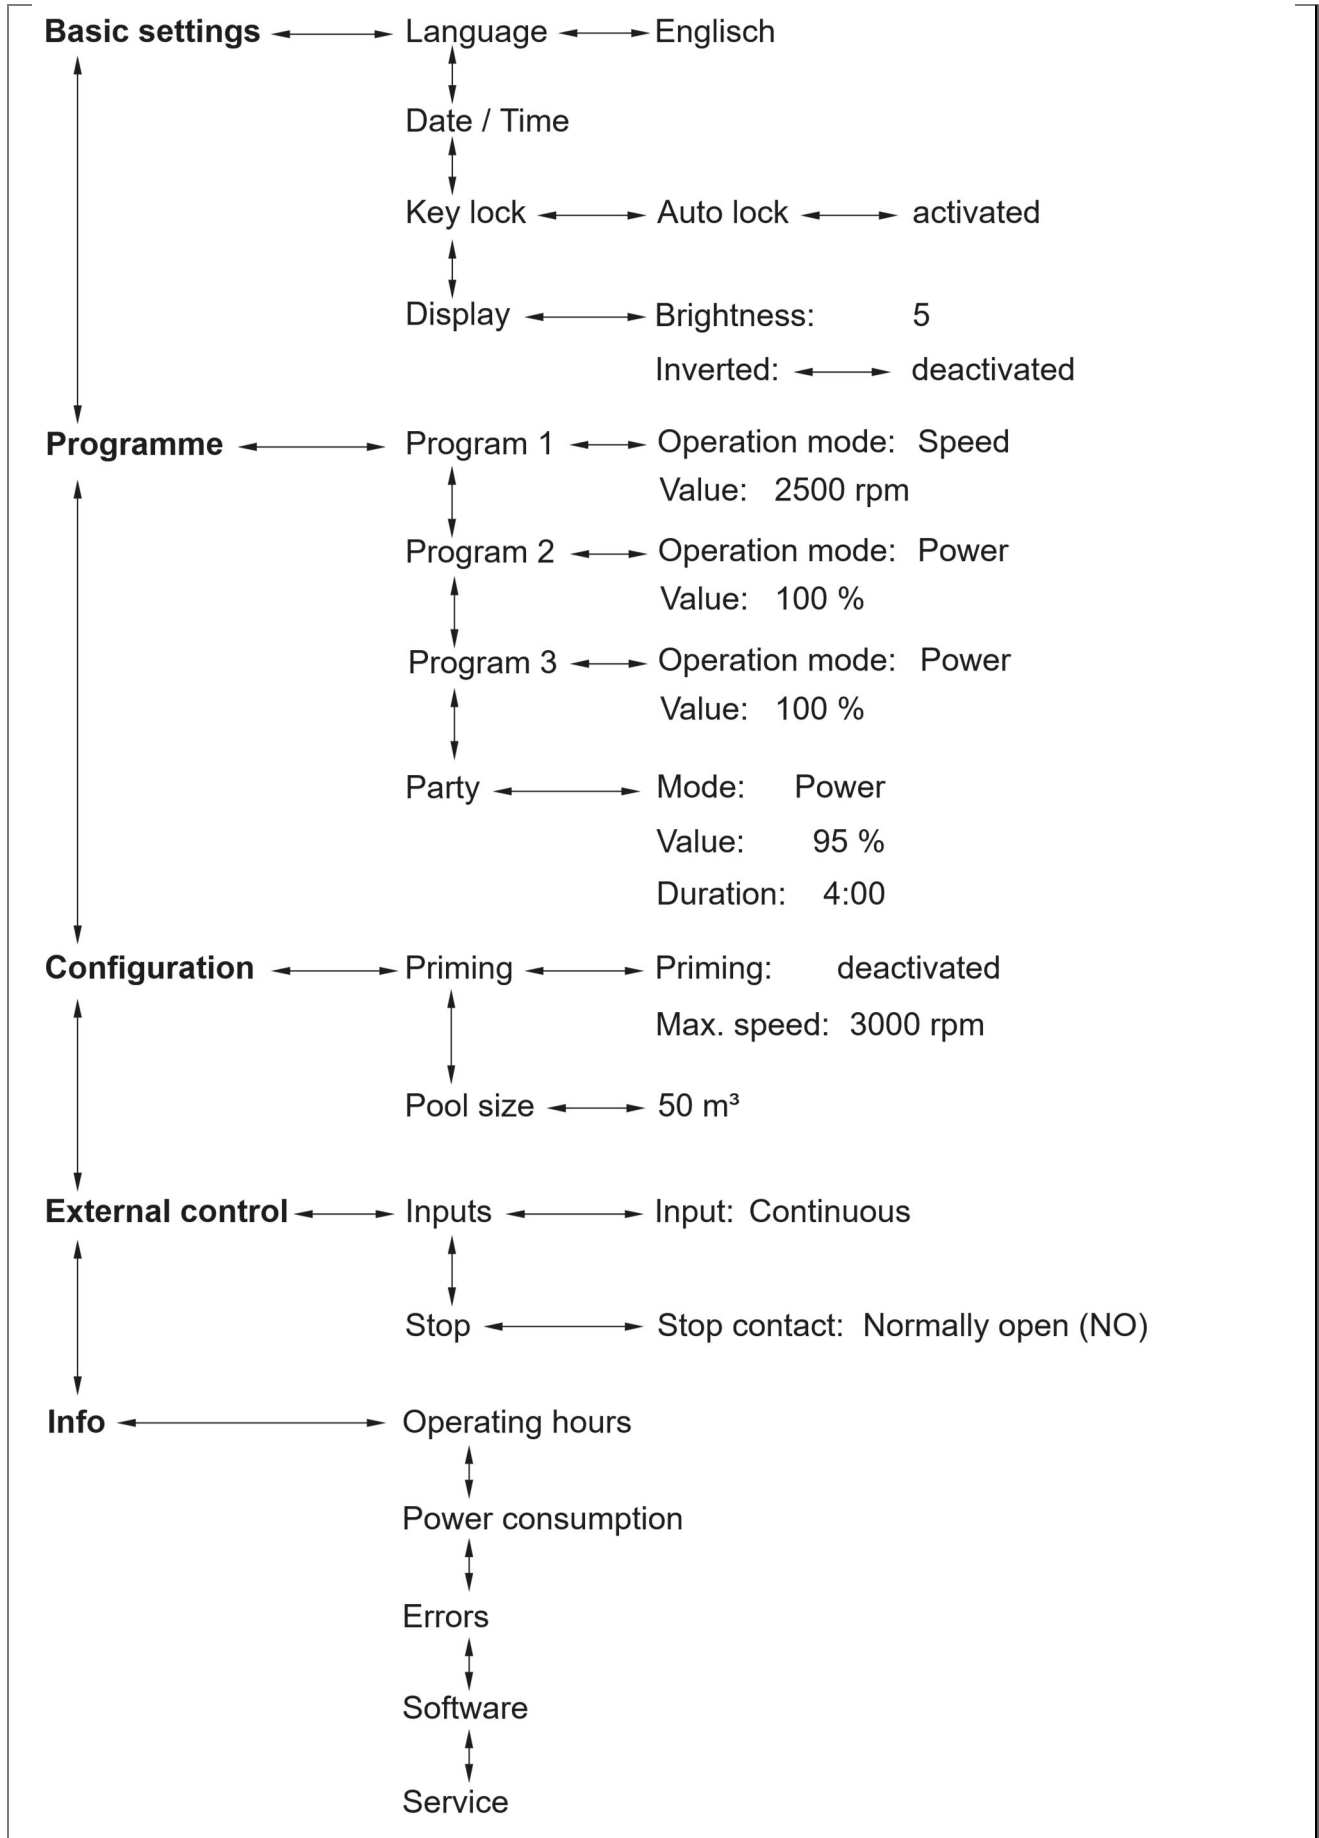 Basic settings Language Englisch
Date / Time
Key lock Auto lock activated
Display Brightness: 5
Inverted: deactivated
Programme Program 1 Operation mode: Speed
Value: 2500 rpm
Program 2 Operation mode: Power
Value: 100 %
Program 3 Operation mode: Power
Value: 100 %
Party Mode: Power
Value: 95 %
Duration: 4:00
Configuration Priming Priming: deactivated
Max. speed: 3000 rpm
Pool size 50 m³
External control Inputs Input: Continuous
Stop Stop contact: Normally open (NO)
Info Operating hours
Power consumption
Errors
Software
Service